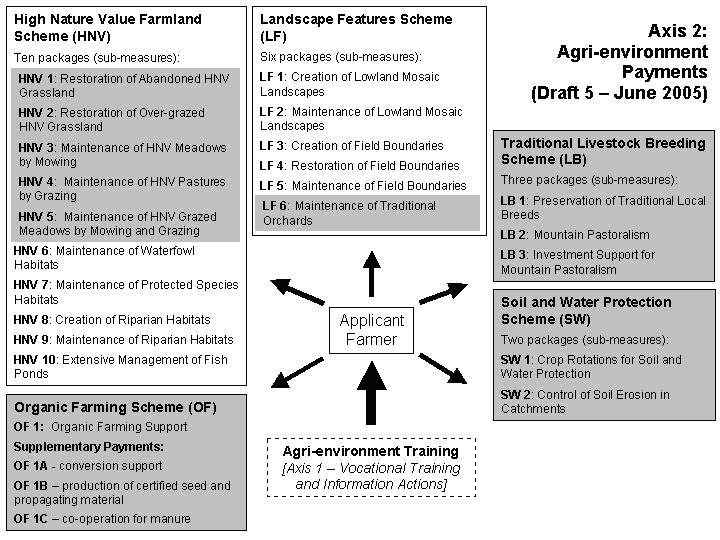 High Nature Value Farmland
Scheme (HNV)
Ten packages (sub-measures):
HNV 1: Restoration of Abandoned HNV
Grassland
HNV 2: Restoration of Over-grazed
HNV Grassland
HNV 3: Maintenance of HNV Meadows
by Mowing
HNV 4: Maintenance of HNV Pastures
by Grazing
HNV 5: Maintenance of HNV Grazed
Meadows by Mowing and Grazing
HNV 6: Maintenance of Waterfowl
Habitats
HNV 7: Maintenance of Protected Species
Habitats
HNV 8: Creation of Riparian Habitats
HNV 9: Maintenance of Riparian Habitats
HNV 10: Extensive Management of Fish
Ponds
Landscape Features Scheme
(LF)
Six packages (sub-measures):
LF 1: Creation of Lowland Mosaic
Landscapes
LF 2: Maintenance of Lowland Mosaic
Landscapes
LF 3: Creation of Field Boundaries
LF 4: Restoration of Field Boundaries
LF 5: Maintenance of Field Boundaries
LF 6: Maintenance of Traditional
Orchards
Axis 2:
Agri-environment
Payments
(Draft 5 – June 2005)
Traditional Livestock Breeding
Scheme (LB)
Three packages (sub-measures):
LB 1: Preservation of Traditional Local
Breeds
LB 2: Mountain Pastoralism
LB 3: Investment Support for
Mountain Pastoralism
Soil and Water Protection
Scheme (SW)
Two packages (sub-measures):
SW 1: Crop Rotations for Soil and
Water Protection
SW 2: Control of Soil Erosion in
Catchments
Applicant
Farmer
Organic Farming Scheme (OF)
OF 1: Organic Farming Support
Supplementary Payments:
OF 1A - conversion support
OF 1B – production of certified seed and
propagating material
OF 1C – co-operation for manure
Agri-environment Training
[Axis 1 – Vocational Training
and Information Actions]